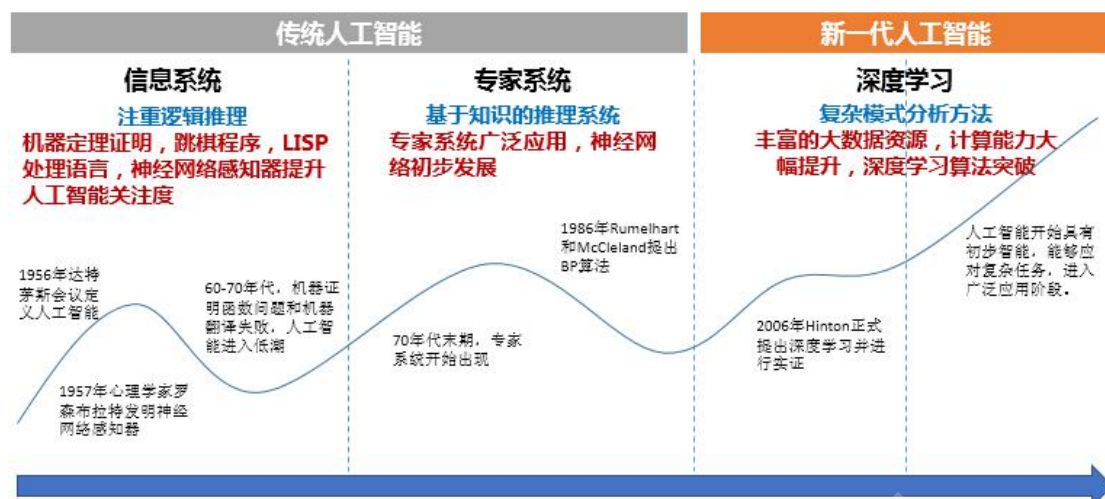 传统人工智能
新一代人工智能
信息系统
注重逻辑推理
机器定理证明，跳棋程序，LISP
处理语言，神经网络感知器提升
人工智能关注度
专家系统
基于知识的推理系统
专家系统广泛应用，神经网
络初步发展
深度学习
复杂模式分析方法
丰富的大数据资源，计算能力大
幅提升，深度学习算法突破
1956年达特
茅斯会议定
义人工智能
1957年心理学家罗
森布拉特发明神经
网络感知器
60-70年代，机器证
明函数问题和机器
翻译失败，人工智
能进入低潮
70年代末期，专家
系统开始出现
1986年Rumelhart
和McCleland提出
BP算法
2006年Hinton正式
提出深度学习并进
行实证
人工智能开始具有
初步智能，能够应
对复杂任务，进入
广泛应用阶段。